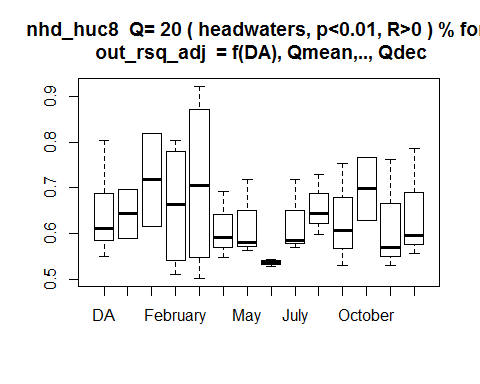 nhd_huc8 Q= 20 ( headwaters, p<0.01, R>0 ) % for
out_rsq_adj = f(DA), Qmean,.., Qdec
0.9
0.8
0.7
0.6
0.5
DA February May July October